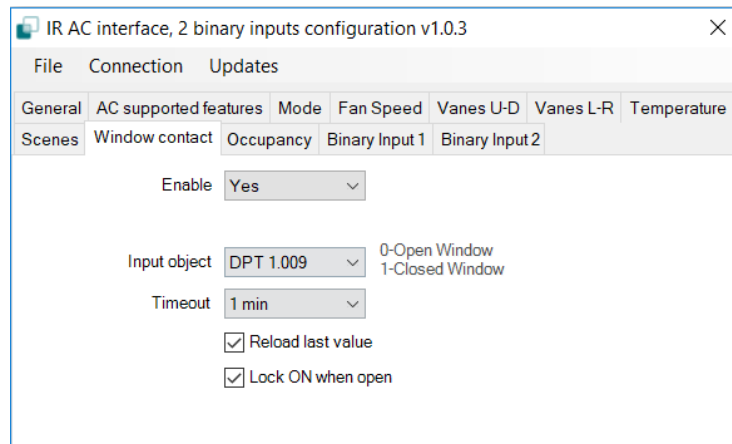 IR AC interface, 2 binary inputs configuration v1.0.3
File Connection Updates
General AC supported features Mode Fan Speed Vanes U-D Vanes L-R Temperature
Scenes Window contact Occupancy Binary Input 1 Binary Input 2
Enable Yes
Input object DPT 1.009 0-Open Window
1-Closed Window
Timeout 1 min
Reload last value
Lock ON when open